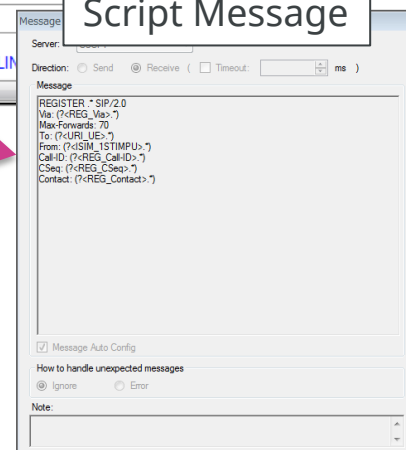 Script Message
Message
Server:
LIN
Direction: Send Receive ( Timeout: ms )
Message
REGISTER .* SIP/2.0
Via: (?<REG_Via>.*)
Max-Forwards: 70
To: (?<URI_UE>.*)
From: (?<ISIM_1STIMPU>.*)
Call-ID: (?<REG_Call-ID>.*)
CSeq: (?<REG_CSeq>.*)
Contact: (?<REG_Contact>.*)
Message Auto Config
How to handle unexpected messages
Ignore Error
Note: